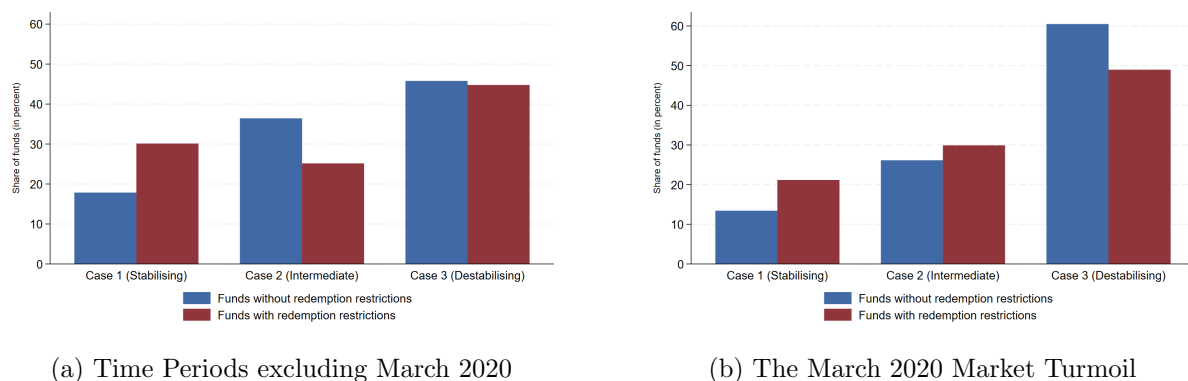 Share of funds (in percent)
60
50
40
30
20
10
0
Case 1 (Stabilising)
Case 2 (Intermediate)
Case 3 (Destabilising)
Funds without redemption restrictions
Funds with redemption restrictions
(a) Time Periods excluding March 2020
Share of funds (in percent)
60
50
40
30
20
10
0
Case 1 (Stabilising)
Case 2 (Intermediate)
Case 3 (Destabilising)
Funds without redemption restrictions
Funds with redemption restrictions
(b) The March 2020 Market Turmoil